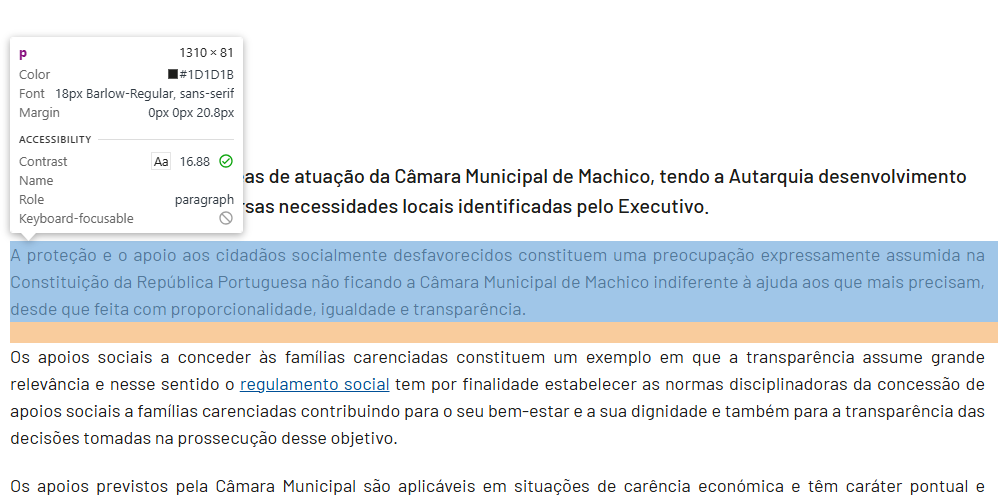 p 1310 × 81
Color #1D1D1B
Font 18px Barlow-Regular, sans-serif
Margin 0px 0px 20.8px
ACCESSIBILITY
Contrast Aa 16.88
Name
Role paragraph
Keyboard-focusable
de atuação da Câmara Municipal de Machico, tendo a Autarquia desenvolvimento
necessidades locais identificadas pelo Executivo.
A proteção e o apoio aos cidadãos socialmente desfavorecidos constituem uma preocupação expressamente assumida na
Constituição da República Portuguesa não ficando a Câmara Municipal de Machico indiferente à ajuda aos que mais precisam,
desde que feita com proporcionalidade, igualdade e transparência.
Os apoios sociais a conceder às famílias carenciadas constituem um exemplo em que a transparência assume grande
relevância e nesse sentido o regulamento social tem por finalidade estabelecer as normas disciplinadoras da concessão de
apoios sociais a famílias carenciadas contribuindo para o seu bem-estar e a sua dignidade e também para a transparência das
decisões tomadas na prossecução desse objetivo.
Os apoios previstos pela Câmara Municipal são aplicáveis em situações de carência económica e têm caráter pontual e